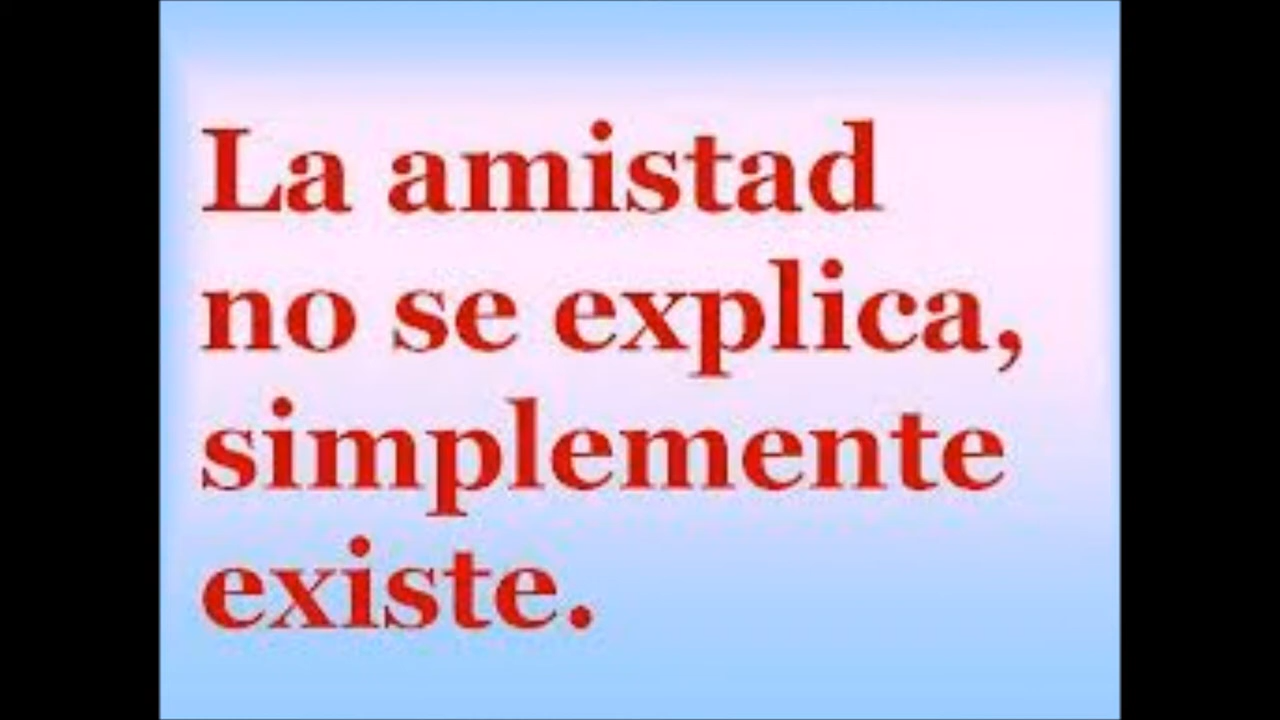 La amistad
no se explica,
simplemente
existe.